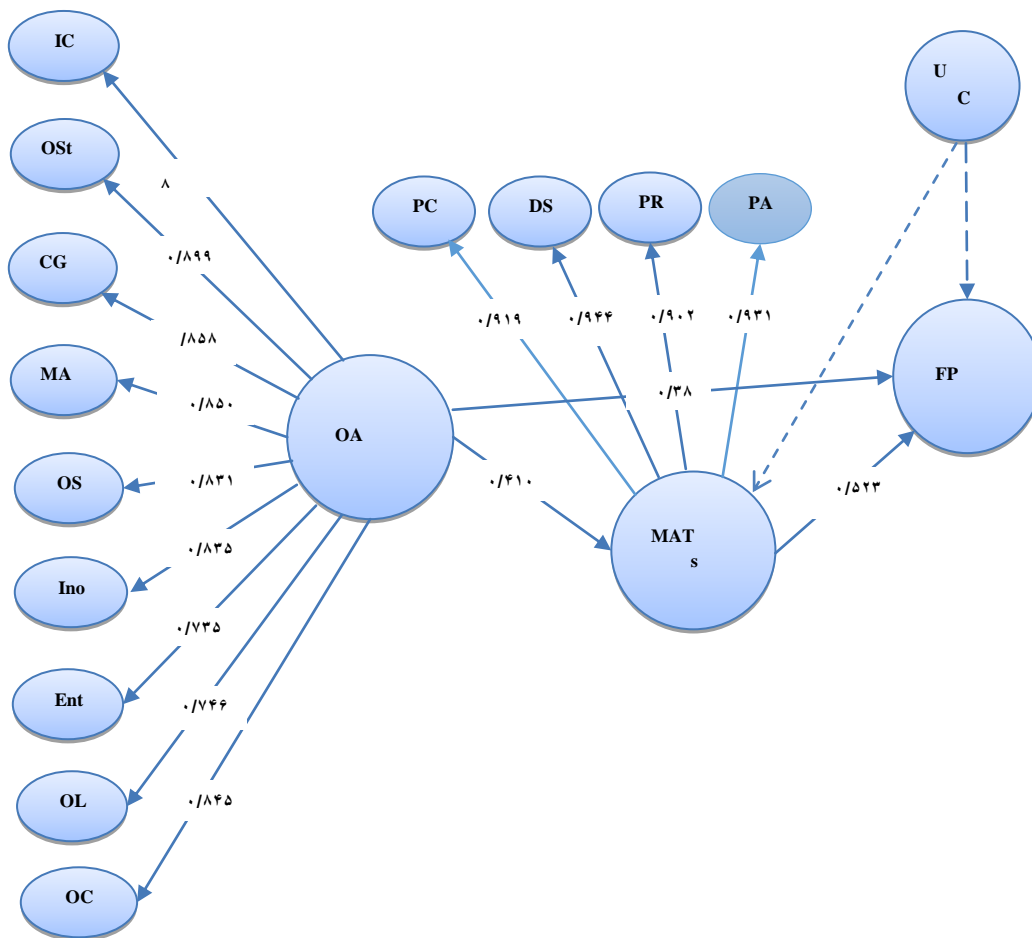 IC
U
C
OSt
۸
PC
DS
PR
PA
CG
۰/۸۹۹
۰/۹۱۹
۰/۹۴۴
۰/۹۰۲
۰/۹۳۱
/۸۵۸
MA
FP
۰/۳۸
۰/۸۵۰
OA
OS
۰/۸۳۱
۰/۴۱۰
۰/۵۲۳
MAT
s
۰/۸۳۵
Ino
۰/۷۳۵
Ent
۰/۷۴۶
OL
۰/۸۴۵
OC